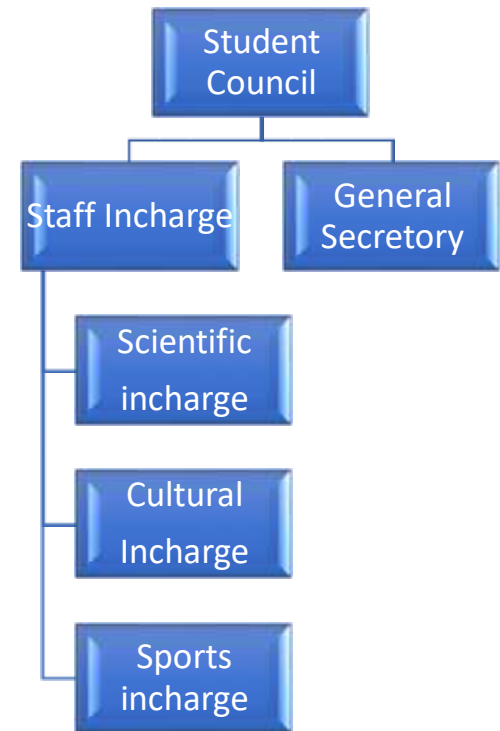 Student
Council
Staff Incharge
General
Secretory
Scientific
incharge
Cultural
Incharge
Sports
incharge